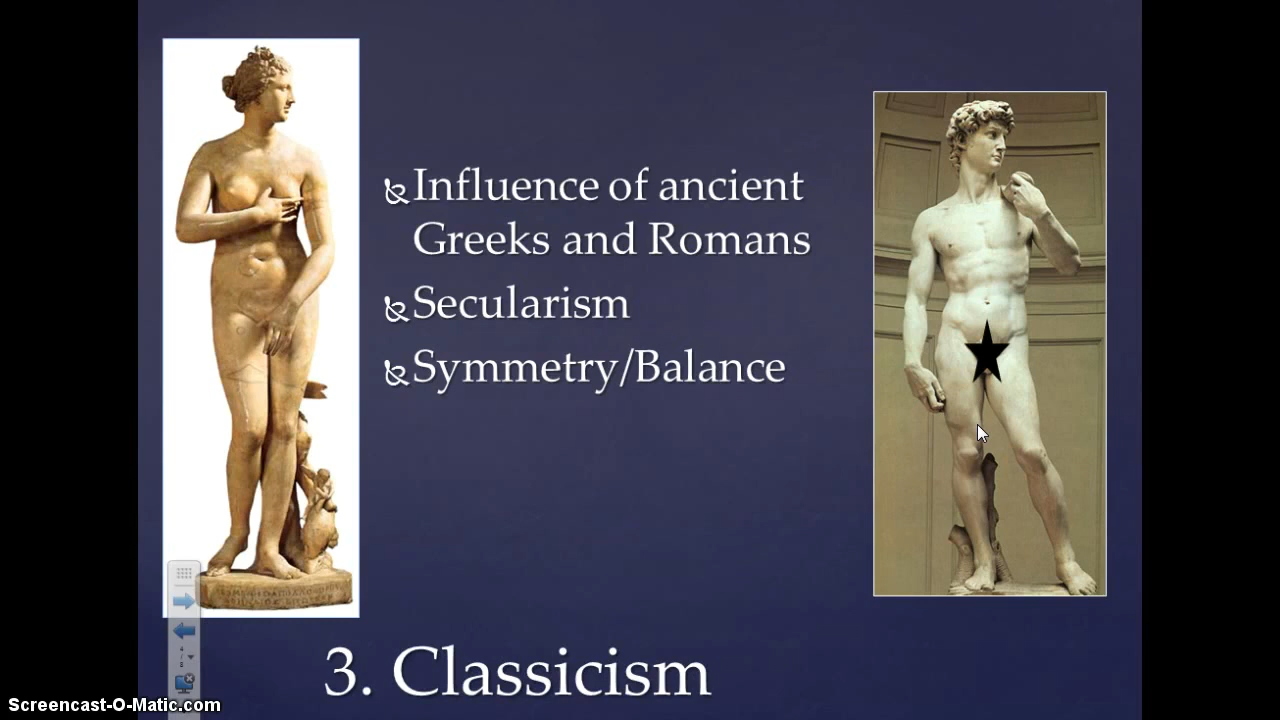 Influence of ancient
Greeks and Romans
Secularism
Symmetry/Balance
3. Classicism
Screencast-O-Matic.com